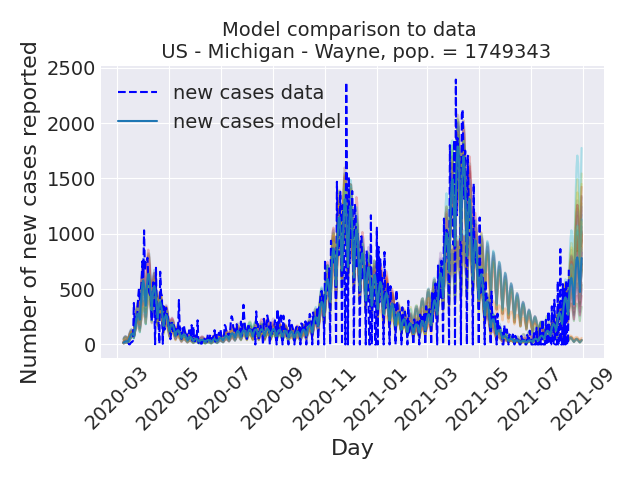 Model comparison to data
US - Michigan - Wayne, pop. = 1749343
Number of new cases reported
2500
2000
1500
1000
500
0
new cases data
new cases model
2020-03
2020-05
2020-07
2020-09
2020-11
2021-01
2021-03
2021-05
2021-07
2021-09
Day